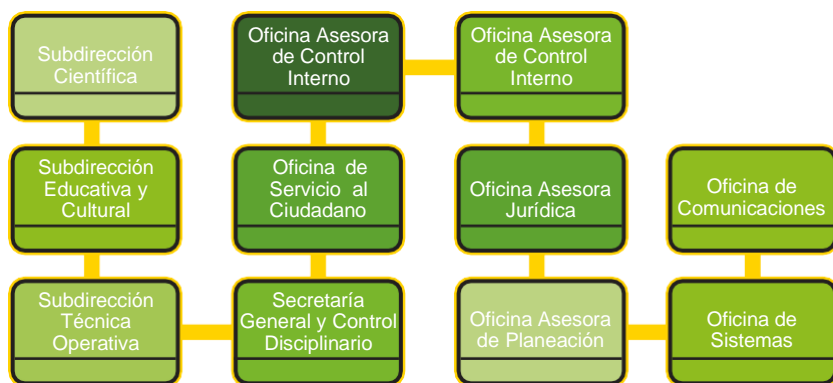 Subdirección
Científica
Subdirección
Educativa y
Cultural
Subdirección
Técnica
Operativa
Secretaría
General y Control
Disciplinario
Oficina de
Servicio al
Ciudadano
Oficina Asesora
de Control
Interno
Oficina Asesora
de Control
Interno
Oficina Asesora
Jurídica
Oficina Asesora
de Planeación
Oficina de
Sistemas
Oficina de
Comunicaciones